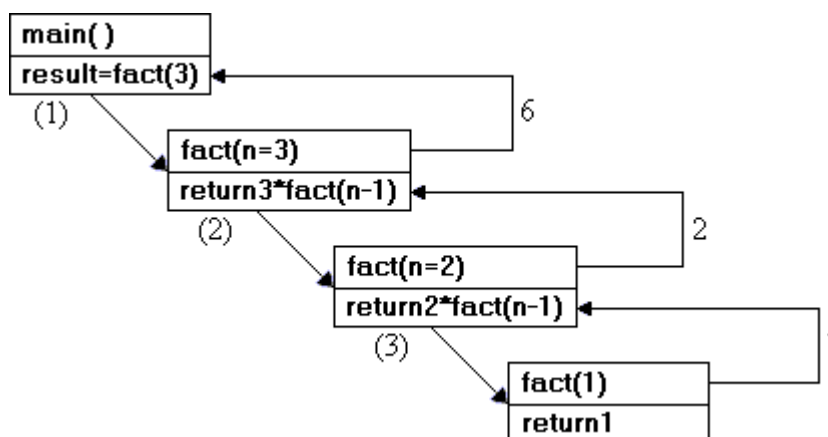 main( )
result=fact(3)
(1)
6
fact(n=3)
return3*fact(n-1)
(2)
2
fact(n=2)
return2*fact(n-1)
(3)
fact(1)
return1